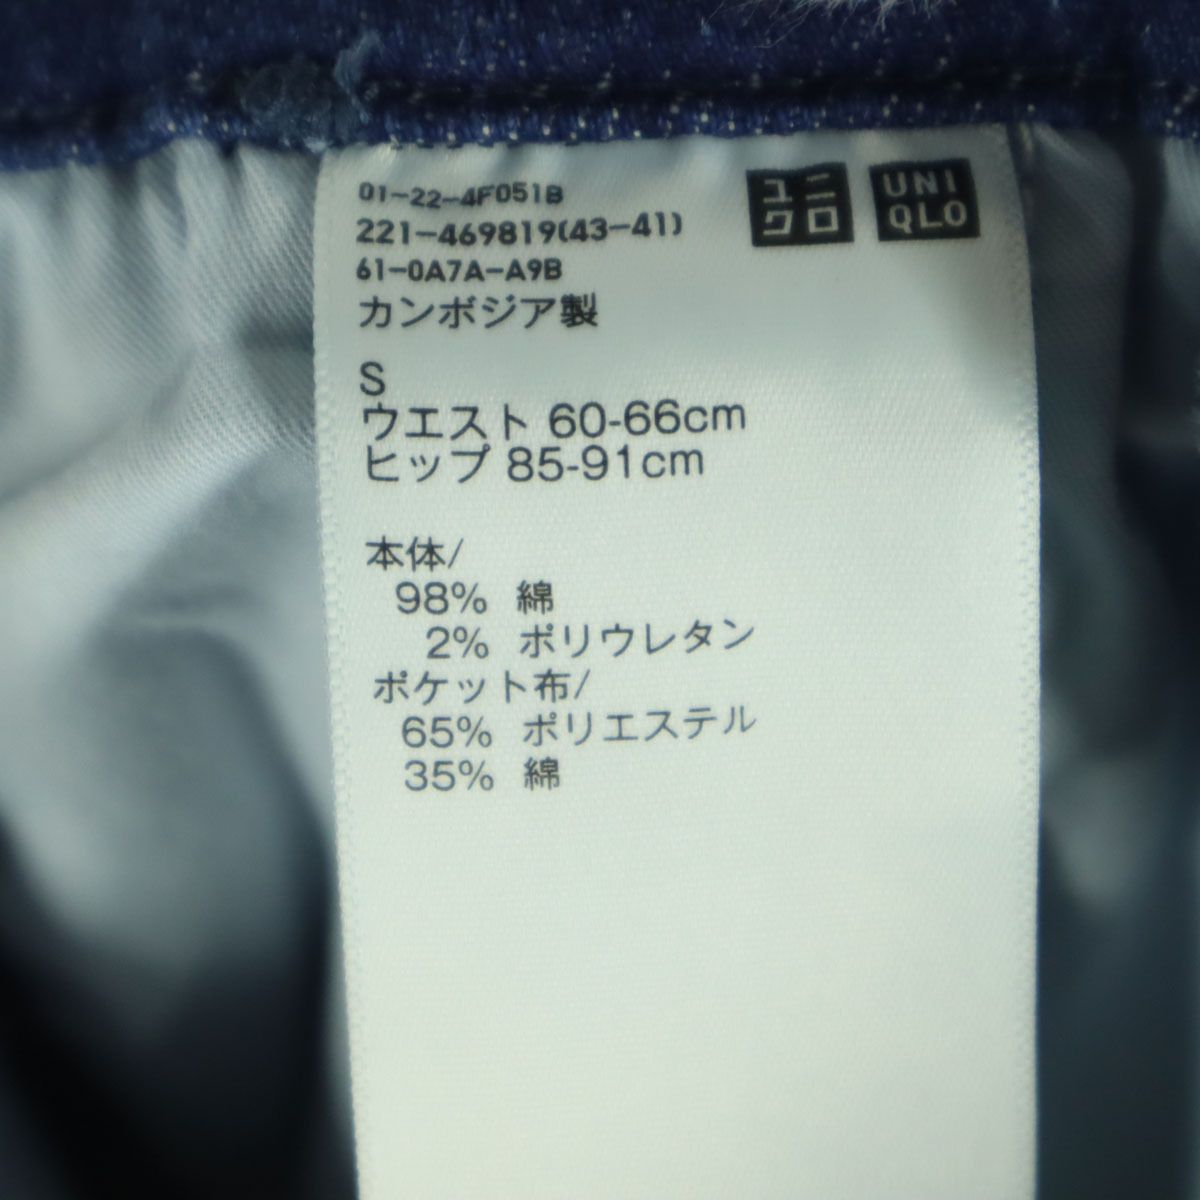 01-22-4F051B
221-469819(43-41)
61-0A7A-A9B
カンボジア製
ユニ
クロ
UNI
QLO
S
ウエスト 60-66cm
ヒップ 85-91cm
本体/
98% 綿
2% ポリウレタン
ポケット布/
65% ポリエステル
35% 綿